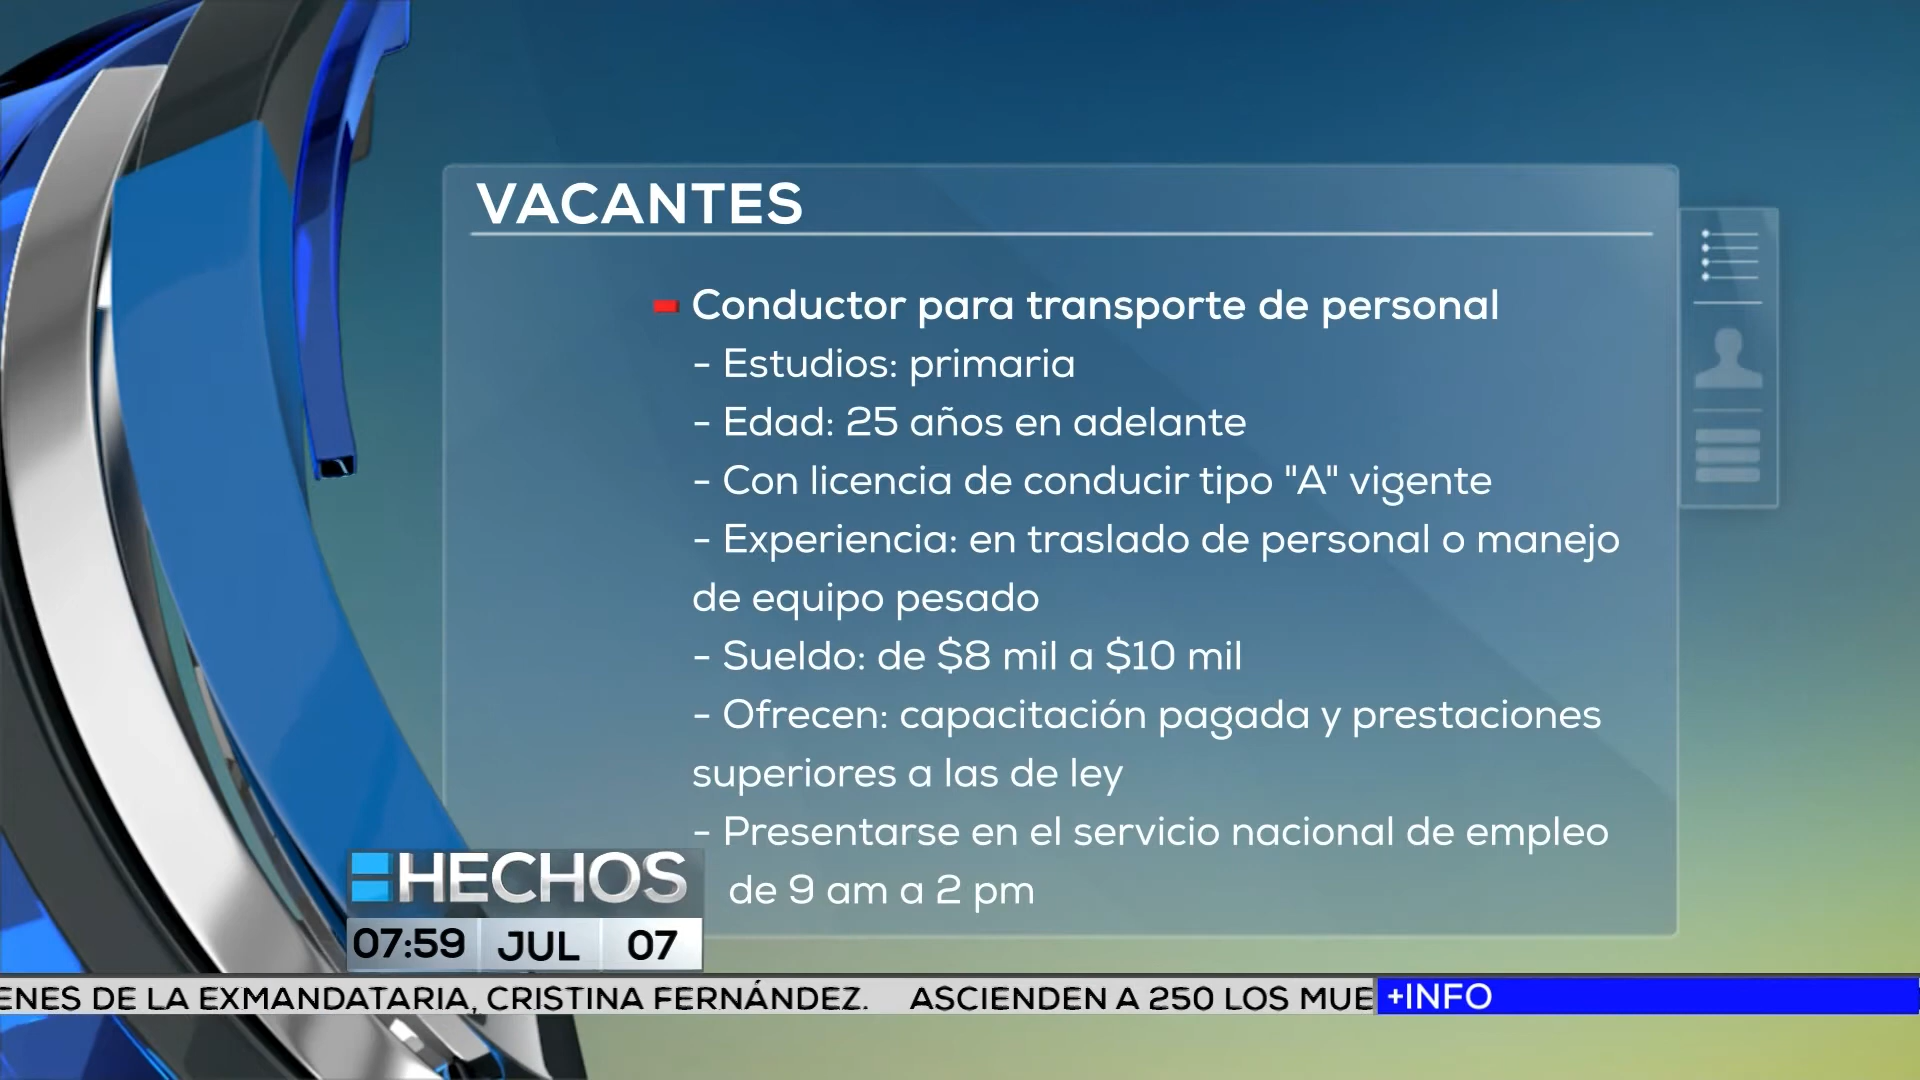 VACANTES
Conductor para transporte de personal
- Estudios: primaria
- Edad: 25 años en adelante
- Con licencia de conducir tipo "A" vigente
- Experiencia: en traslado de personal o manejo
de equipo pesado
- Sueldo: de $8 mil a $10 mil
- Ofrecen: capacitación pagada y prestaciones
superiores a las de ley
- Presentarse en el servicio nacional de empleo
de 9 am a 2 pm
HECHOS
07:59 JUL 07
ENES DE LA EXMANDATARIA, CRISTINA FERNÁNDEZ. ASCIENDEN A 250 LOS MUE
+INFO